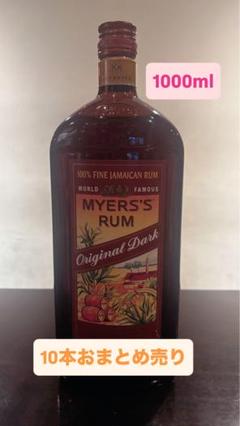 1000ml
100% FINE JAMAICAN RUM
WORLD FAMOUS
MYERS'S
RUM
Original Dark
10本おまとめ売り